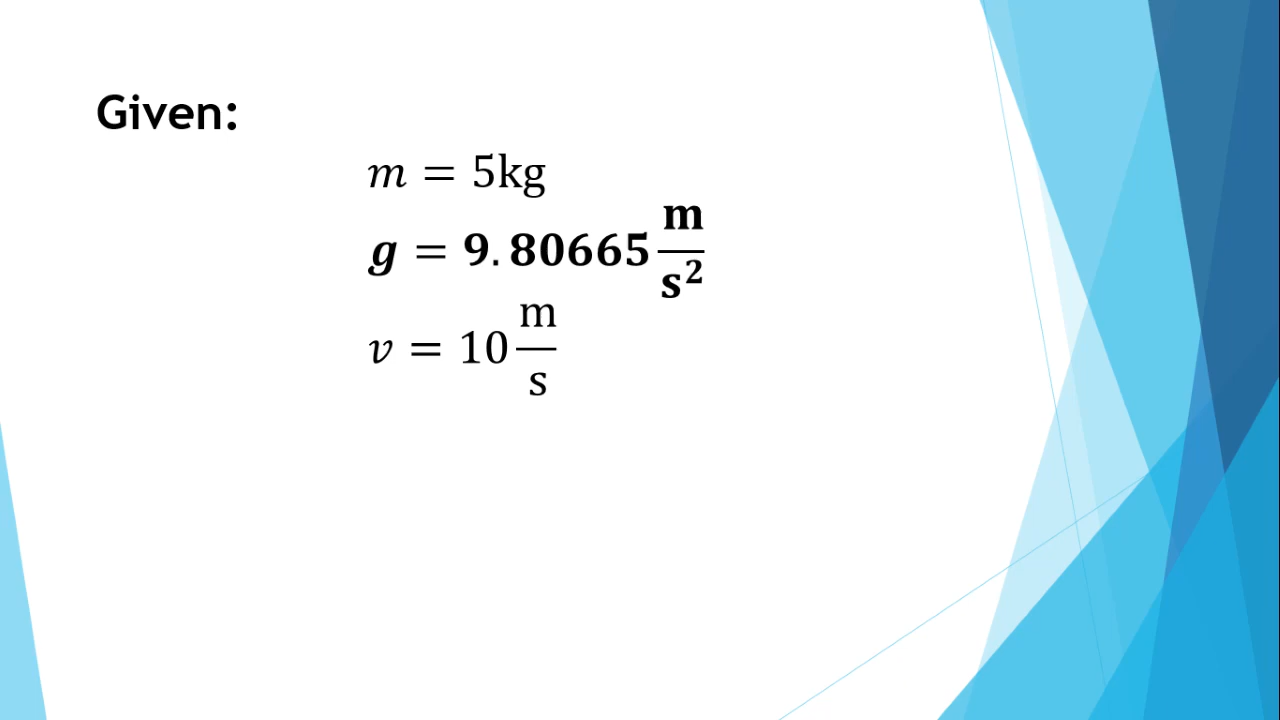 Given:
𝑚 = 5kg
𝒈 = 𝟗.𝟖𝟎𝟔𝟔𝟓 𝐦/𝐬²
𝑣 = 10 m/s